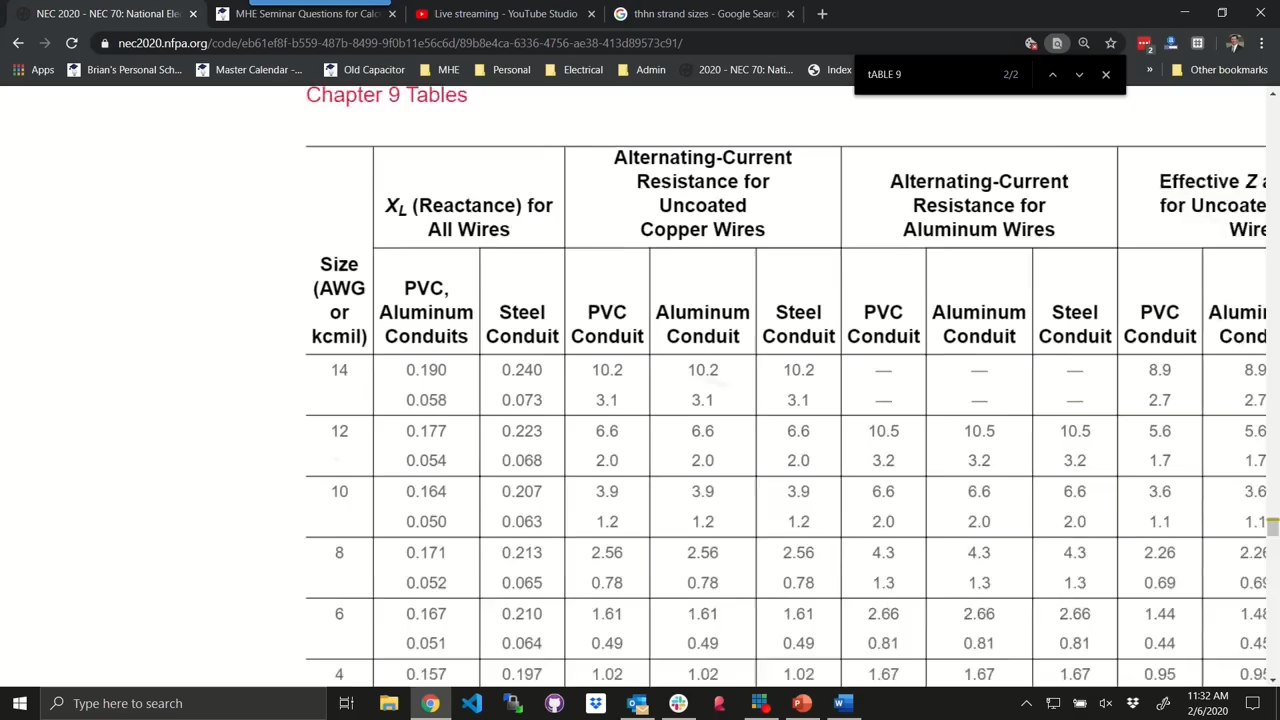 NEC 2020 - NEC 70: National Ele
MHE Seminar Questions for Calc
Live streaming - YouTube Studio
thhn strand sizes - Google Searc
nec2020.nfpa.org/code/eb61ef8f-b559-487b-8499-9f0b11e56c6d/89b8e4ca-6336-4756-ae38-413d89573c91/
2
Apps Brian's Personal Sch... Master Calendar -... Old Capacitor MHE Personal Electrical Admin 2020 - NEC 70: Nati... Index » Other bookmarks
tABLE 9 2/2
Chapter 9 Tables
XL (Reactance) for All Wires
Alternating-Current
Resistance for
Uncoated
Copper Wires
Alternating-Current
Resistance for
Aluminum Wires
Effective Z
for Uncoate
Wire
Size
(AWG
or
kcmil)
PVC,
Aluminum
Conduits
Steel
Conduit
PVC
Conduit
Aluminum
Conduit
Steel
Conduit
PVC
Conduit
Aluminum
Conduit
Steel
Conduit
PVC
Conduit
Alumi
Cond
14 0.190 0.240 10.2 10.2 10.2 — — — 8.9 8.9
0.058 0.073 3.1 3.1 3.1 — — — 2.7 2.7
12 0.177 0.223 6.6 6.6 6.6 10.5 10.5 10.5 5.6 5.6
0.054 0.068 2.0 2.0 2.0 3.2 3.2 3.2 1.7 1.7
10 0.164 0.207 3.9 3.9 3.9 6.6 6.6 6.6 3.6 3.6
0.050 0.063 1.2 1.2 1.2 2.0 2.0 2.0 1.1 1.1
8 0.171 0.213 2.56 2.56 2.56 4.3 4.3 4.3 2.26 2.26
0.052 0.065 0.78 0.78 0.78 1.3 1.3 1.3 0.69 0.69
6 0.167 0.210 1.61 1.61 1.61 2.66 2.66 2.66 1.44 1.48
0.051 0.064 0.49 0.49 0.49 0.81 0.81 0.81 0.44 0.45
4 0.157 0.197 1.02 1.02 1.02 1.67 1.67 1.67 0.95 0.95
Type here to search
11:32 AM
2/6/2020